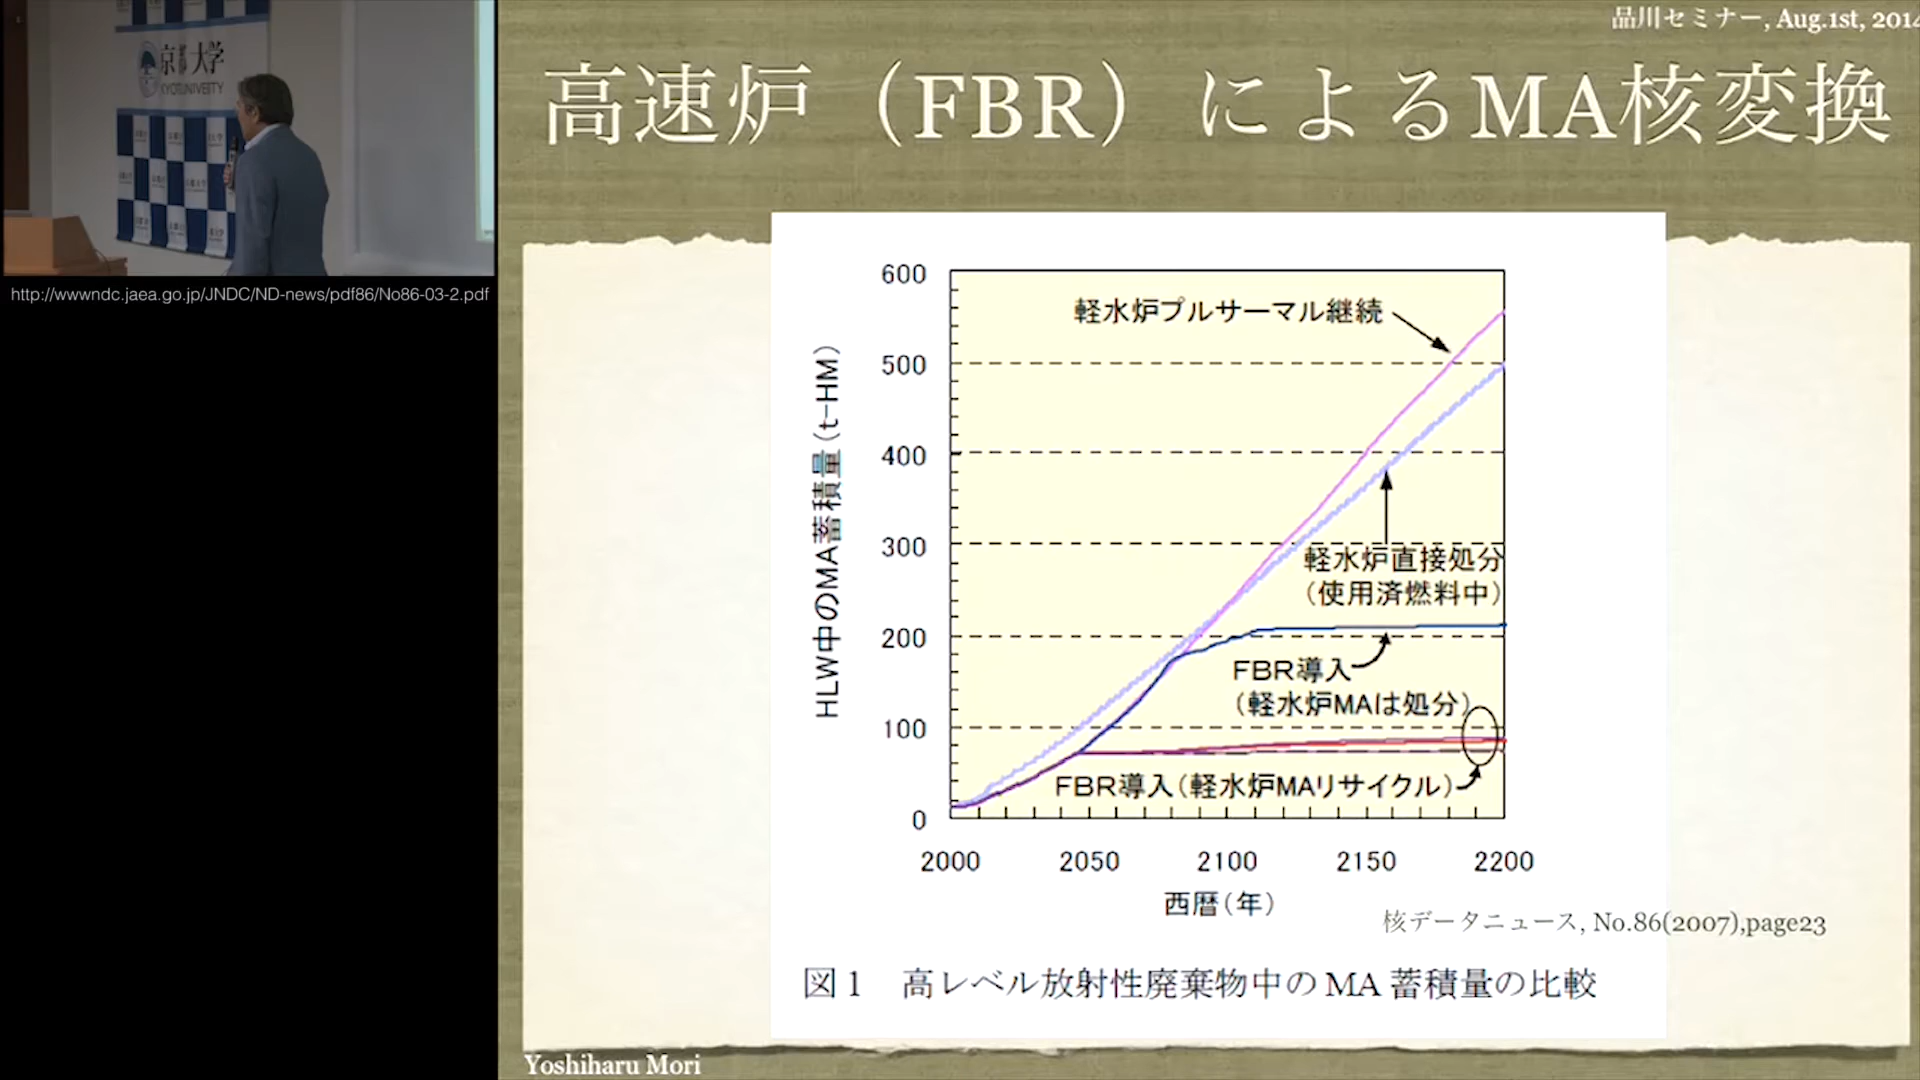 品川セミナー, Aug.1st, 2014
高速炉（FBR）によるMA核変換
京都大学
KYOTO UNIVERSITY
http://wwwndc.jaea.go.jp/JNDC/ND-news/pdf86/No86-03-2.pdf
HLW中のMA蓄積量(t-HM)
600
500
400
300
200
100
0
軽水炉プルサーマル継続
軽水炉直接処分
(使用済燃料中)
FBR導入
(軽水炉MAは処分)
FBR導入(軽水炉MAリサイクル)
2000 2050 2100 2150 2200
西暦(年)
核データニュース, No.86(2007),page23
図1 高レベル放射性廃棄物中のMA蓄積量の比較
Yoshiharu Mori